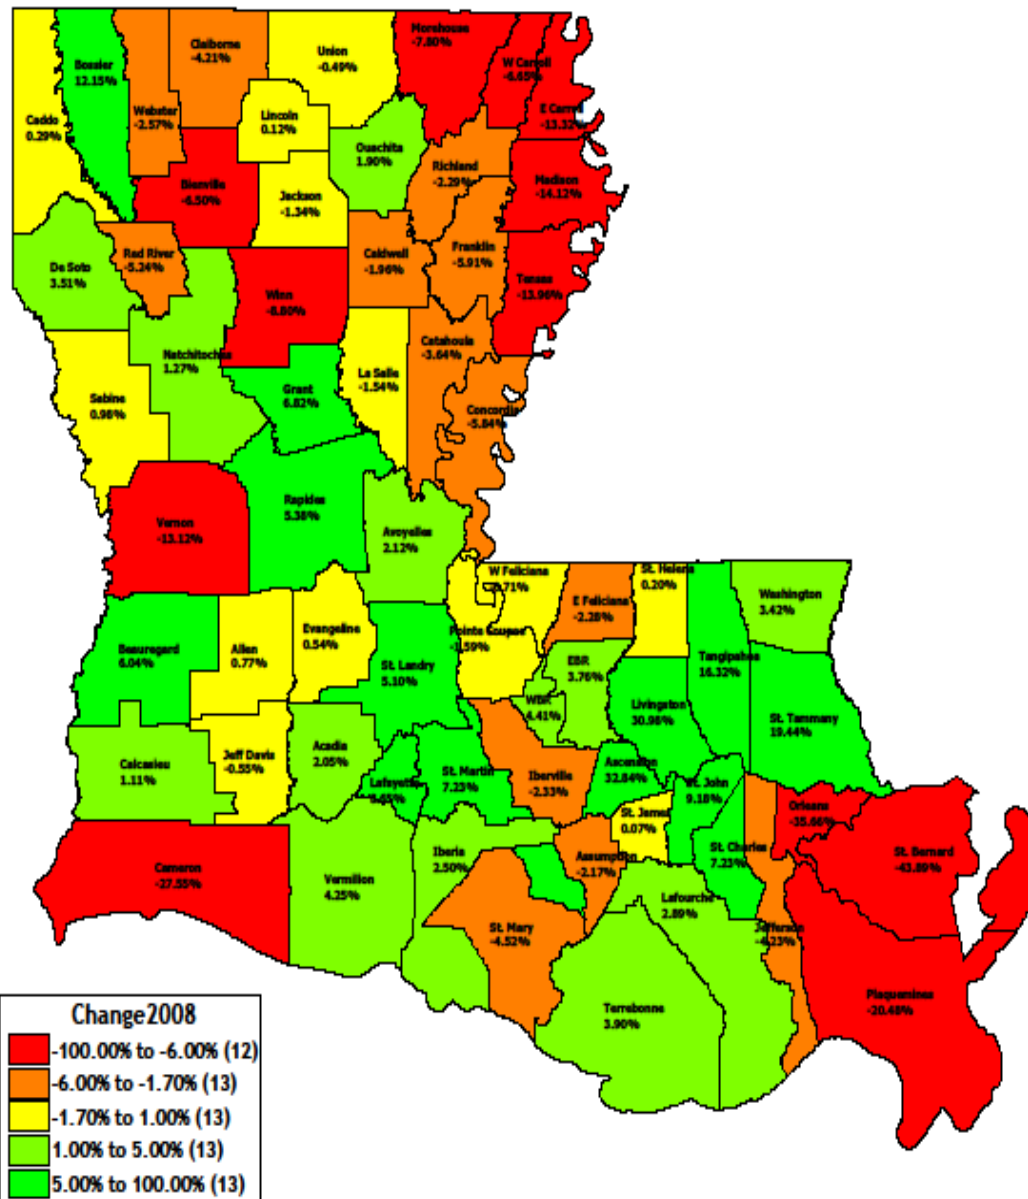 Caddo
0.29%
Bossier
12.15%
Webster
-2.57%
Claiborne
-4.21%
Union
-0.49%
Lincoln
0.12%
Morehouse
-7.80%
W Carroll
-6.65%
E Carroll
-13.32%
Ouachita
1.90%
Richland
-2.29%
Madison
-14.12%
Bienville
-6.50%
Jackson
-1.34%
De Soto
3.51%
Red River
-5.24%
Caldwell
-1.96%
Franklin
-5.91%
Tensas
-13.96%
Winn
-8.80%
Natchitoches
1.27%
Sabine
0.98%
Grant
6.82%
La Salle
-1.54%
Catahoula
-3.64%
Concordia
-5.84%
Vernon
-13.12%
Rapides
5.38%
Avoyelles
2.12%
W Feliciana
E Feliciana
-2.28%
St. Helena
0.20%
Washington
3.42%
Beauregard
6.04%
Allen
0.77%
Evangeline
0.54%
St. Landry
5.10%
Pointe Coupee
-1.59%
EBR
3.76%
Tangipahoa
16.32%
Livingston
30.98%
St. Tammany
19.44%
WBR
4.41%
Calcasieu
1.11%
Jeff Davis
-0.55%
Acadia
2.05%
Lafayette
St. Martin
7.23%
Iberville
-2.33%
Ascension
32.84%
St. John
9.18%
Orleans
St. James
0.07%
St. Charles
7.23%
St. Bernard
-43.89%
Cameron
-27.55%
Vermilion
4.25%
Iberia
2.50%
Assumption
-2.17%
Lafourche
2.89%
St. Mary
-4.52%
Jefferson
-4.23%
Terrebonne
3.90%
Plaquemines
-20.48%
Change2008
-100.00% to -6.00% (12)
-6.00% to -1.70% (13)
-1.70% to 1.00% (13)
1.00% to 5.00% (13)
5.00% to 100.00% (13)